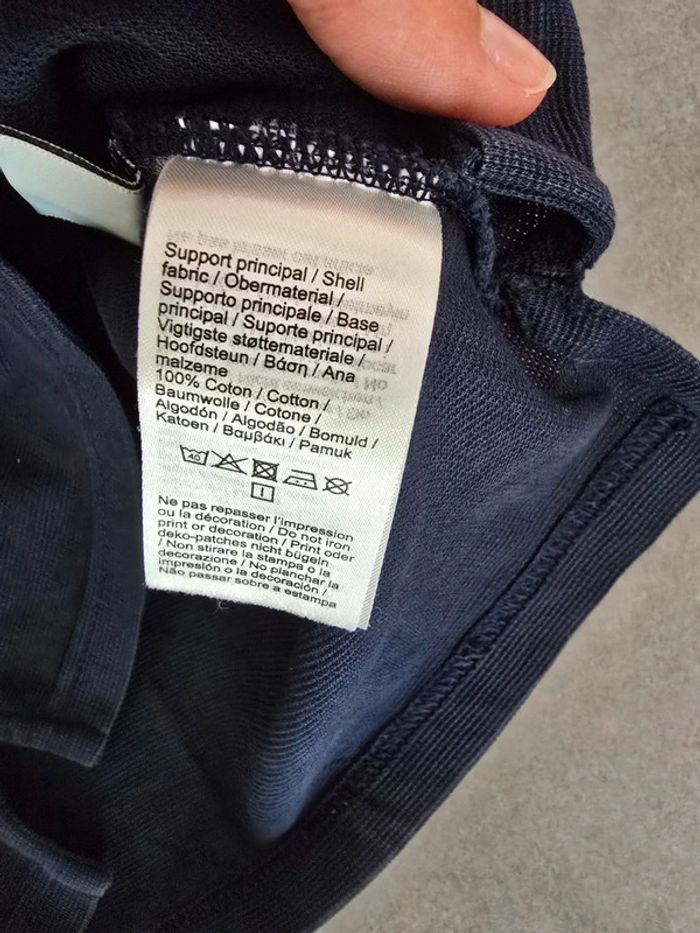 Support principal / Shell
fabric / Obermaterial /
Supporto principale / Base
principal / Suporte principal /
Vigtigste støttemateriale /
Hoofdsteun / Βάση / Ana
malzeme
100% Coton / Cotton /
Baumwolle / Cotone /
Algodón / Algodão / Bomuld /
Katoen / Βαμβάκι / Pamuk
40
Ne pas repasser l'impression
ou la décoration / Do not iron
print or decoration / Print oder
deko-patches nicht bügeln
/ Non stirare la stampa o la
decorazione / No planchar la
impresión o la decoración /
Não passar sobre a estampa